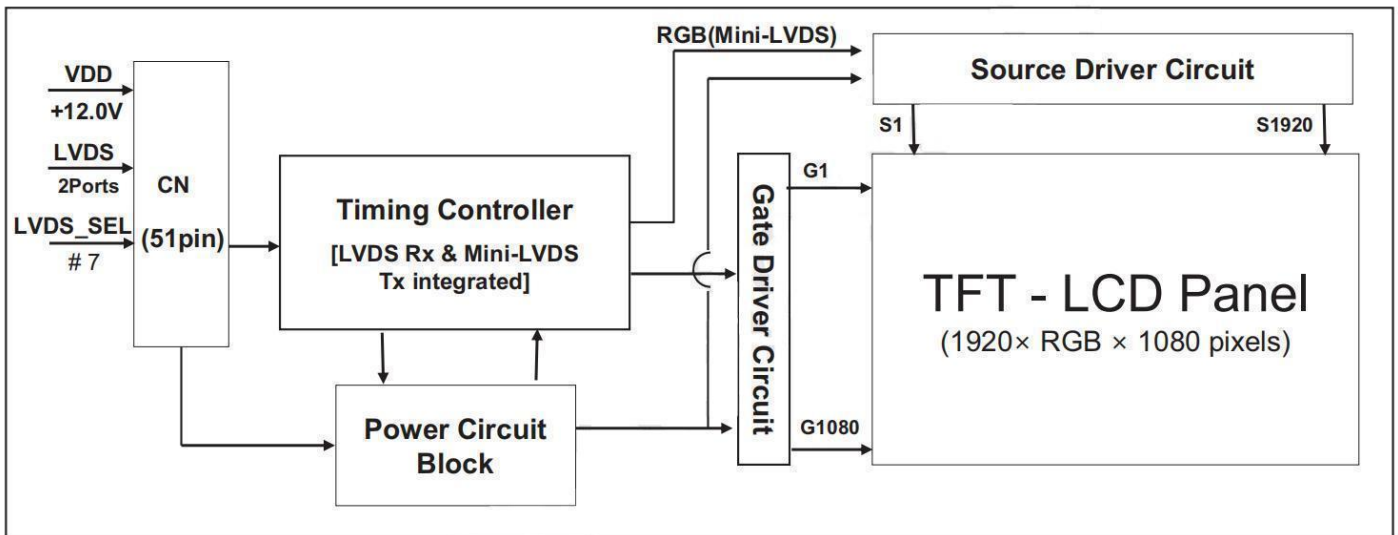 RGB(Mini-LVDS)
Source Driver Circuit
VDD
+12.0V
S1
S1920
LVDS
2Ports
CN
(51pin)
LVDS_SEL
# 7
Timing Controller
[LVDS Rx & Mini-LVDS
Tx integrated]
Gate Driver Circuit
G1
G1080
TFT - LCD Panel
(1920× RGB × 1080 pixels)
Power Circuit
Block